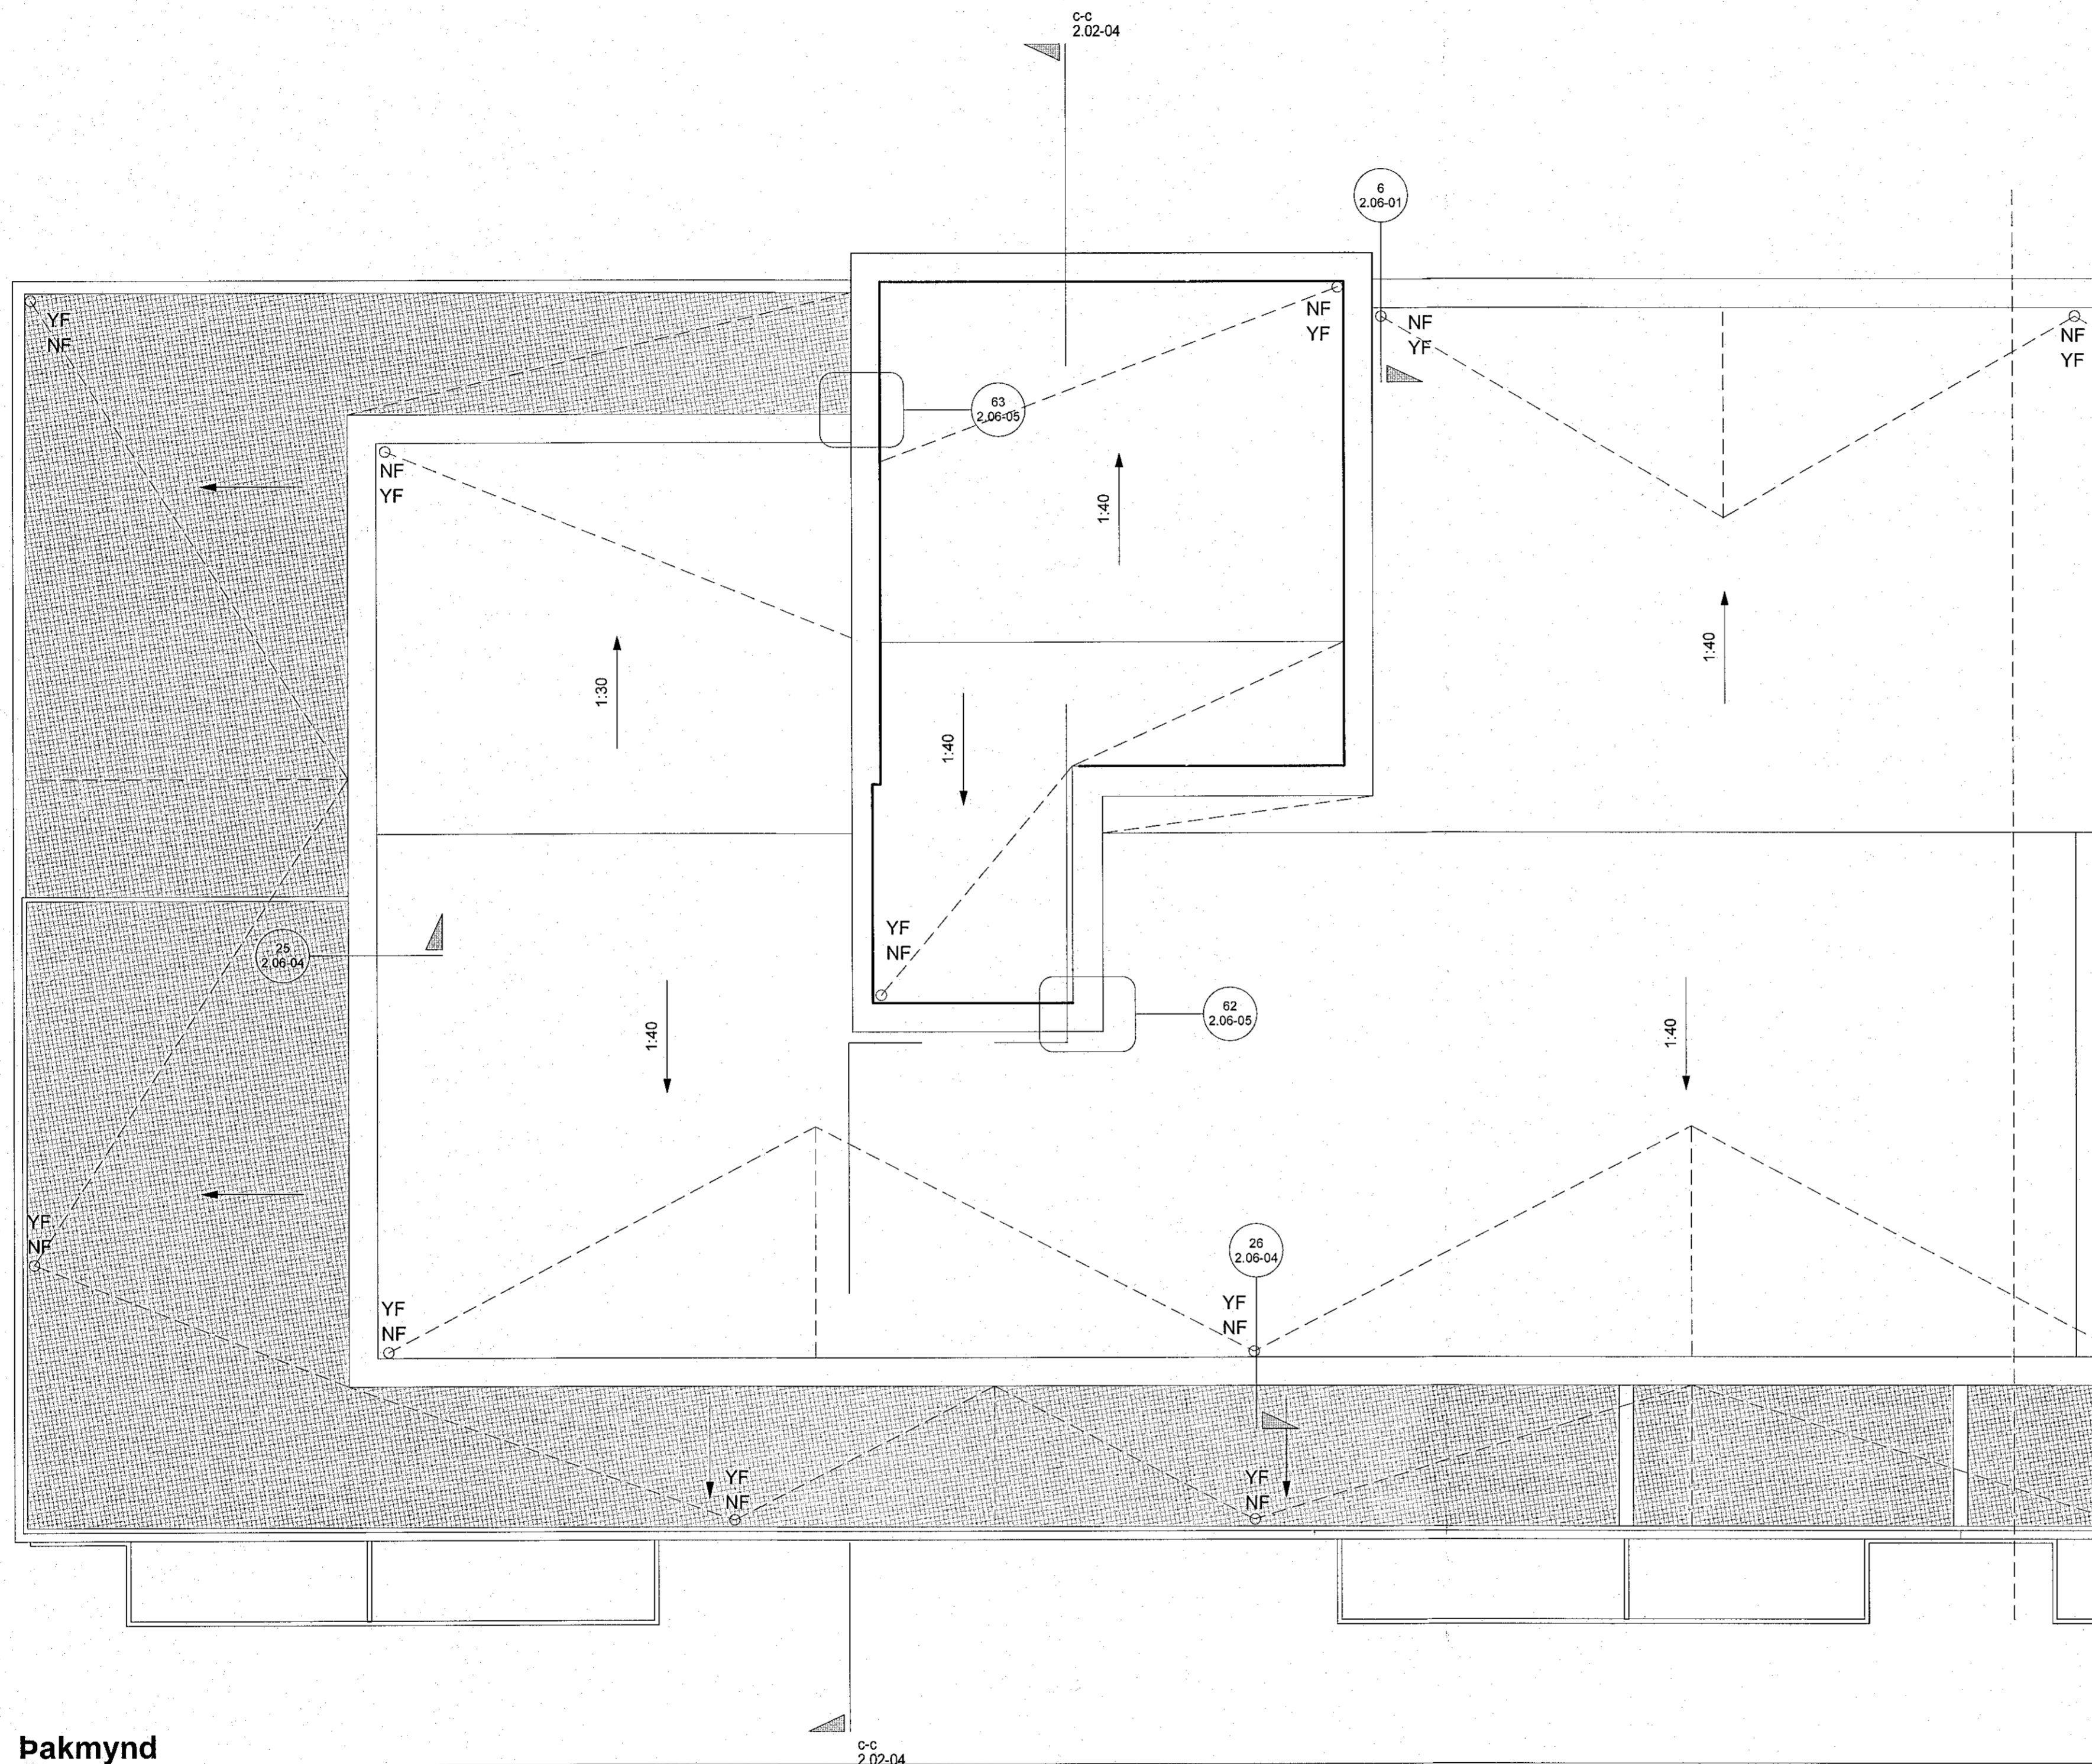 c-c
2.02-04
6
2.06-01
YF
NF
NF
YF
NF
YF
NF
YF
63
2.06-05
NF
YF
1:40
1:30
1:40
1:40
YF
NF
25
2.06-04
62
2.06-05
1:40
1:40
YF
NF
26
2.06-04
YF
NF
YF
NF
YF
NF
YF
NF
Þakmynd
c-c
2.02-04